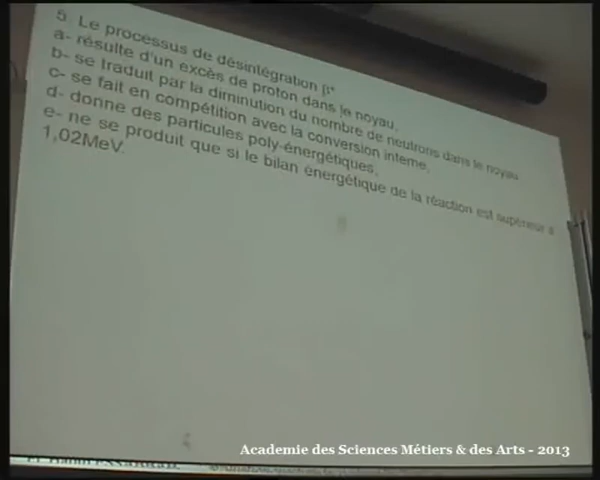 5. Le processus de désintégration β⁺
a- résulte d'un excès de proton dans le noyau.
b- se traduit par la diminution du nombre de neutrons dans le noyau
c- se fait en compétition avec la conversion interne.
d- donne des particules poly-énergétiques.
e- ne se produit que si le bilan énergétique de la réaction est supérieur à
1,02MeV.
Academie des Sciences Métiers & des Arts - 2013